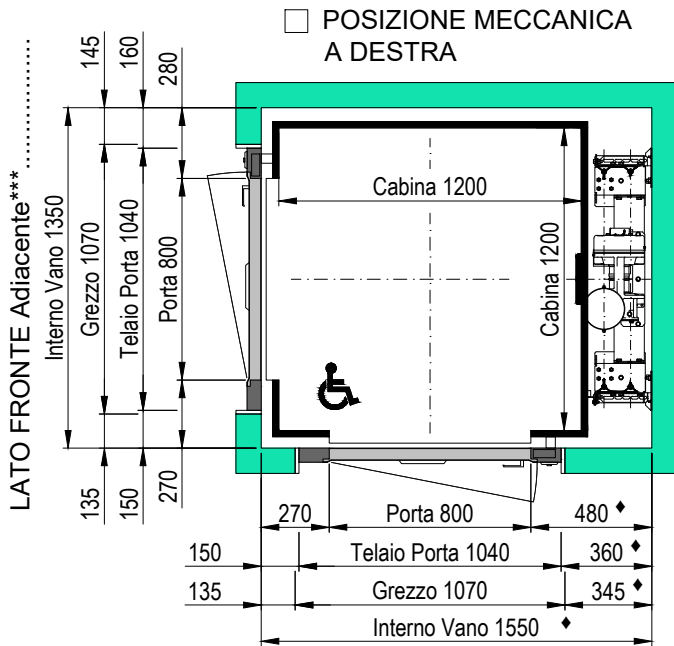 POSIZIONE MECCANICA
A DESTRA
145
160
280
LATO FRONTE Adiacente*** ......................
Interno Vano 1350
Grezzo 1070
Telaio Porta 1040
Porta 800
Cabina 1200
Cabina 1200
135
150
270
270 Porta 800 480 ♦
150 Telaio Porta 1040 360 ♦
135 Grezzo 1070 345 ♦
Interno Vano 1550 ♦